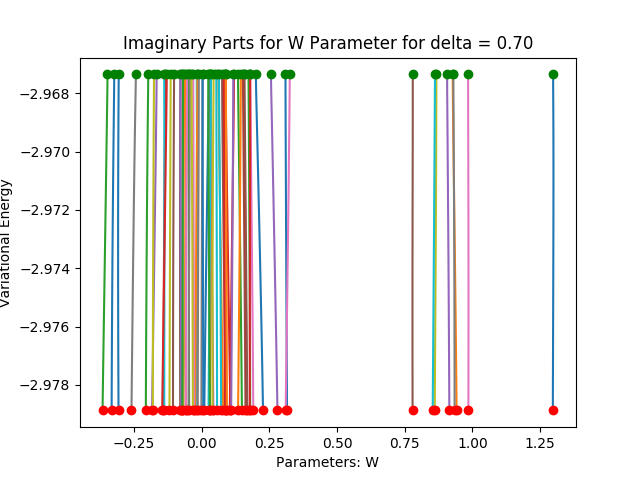 Imaginary Parts for W Parameter for delta = 0.70
Variational Energy
−2.968
−2.970
−2.972
−2.974
−2.976
−2.978
−0.25 0.00 0.25 0.50 0.75 1.00 1.25
Parameters: W